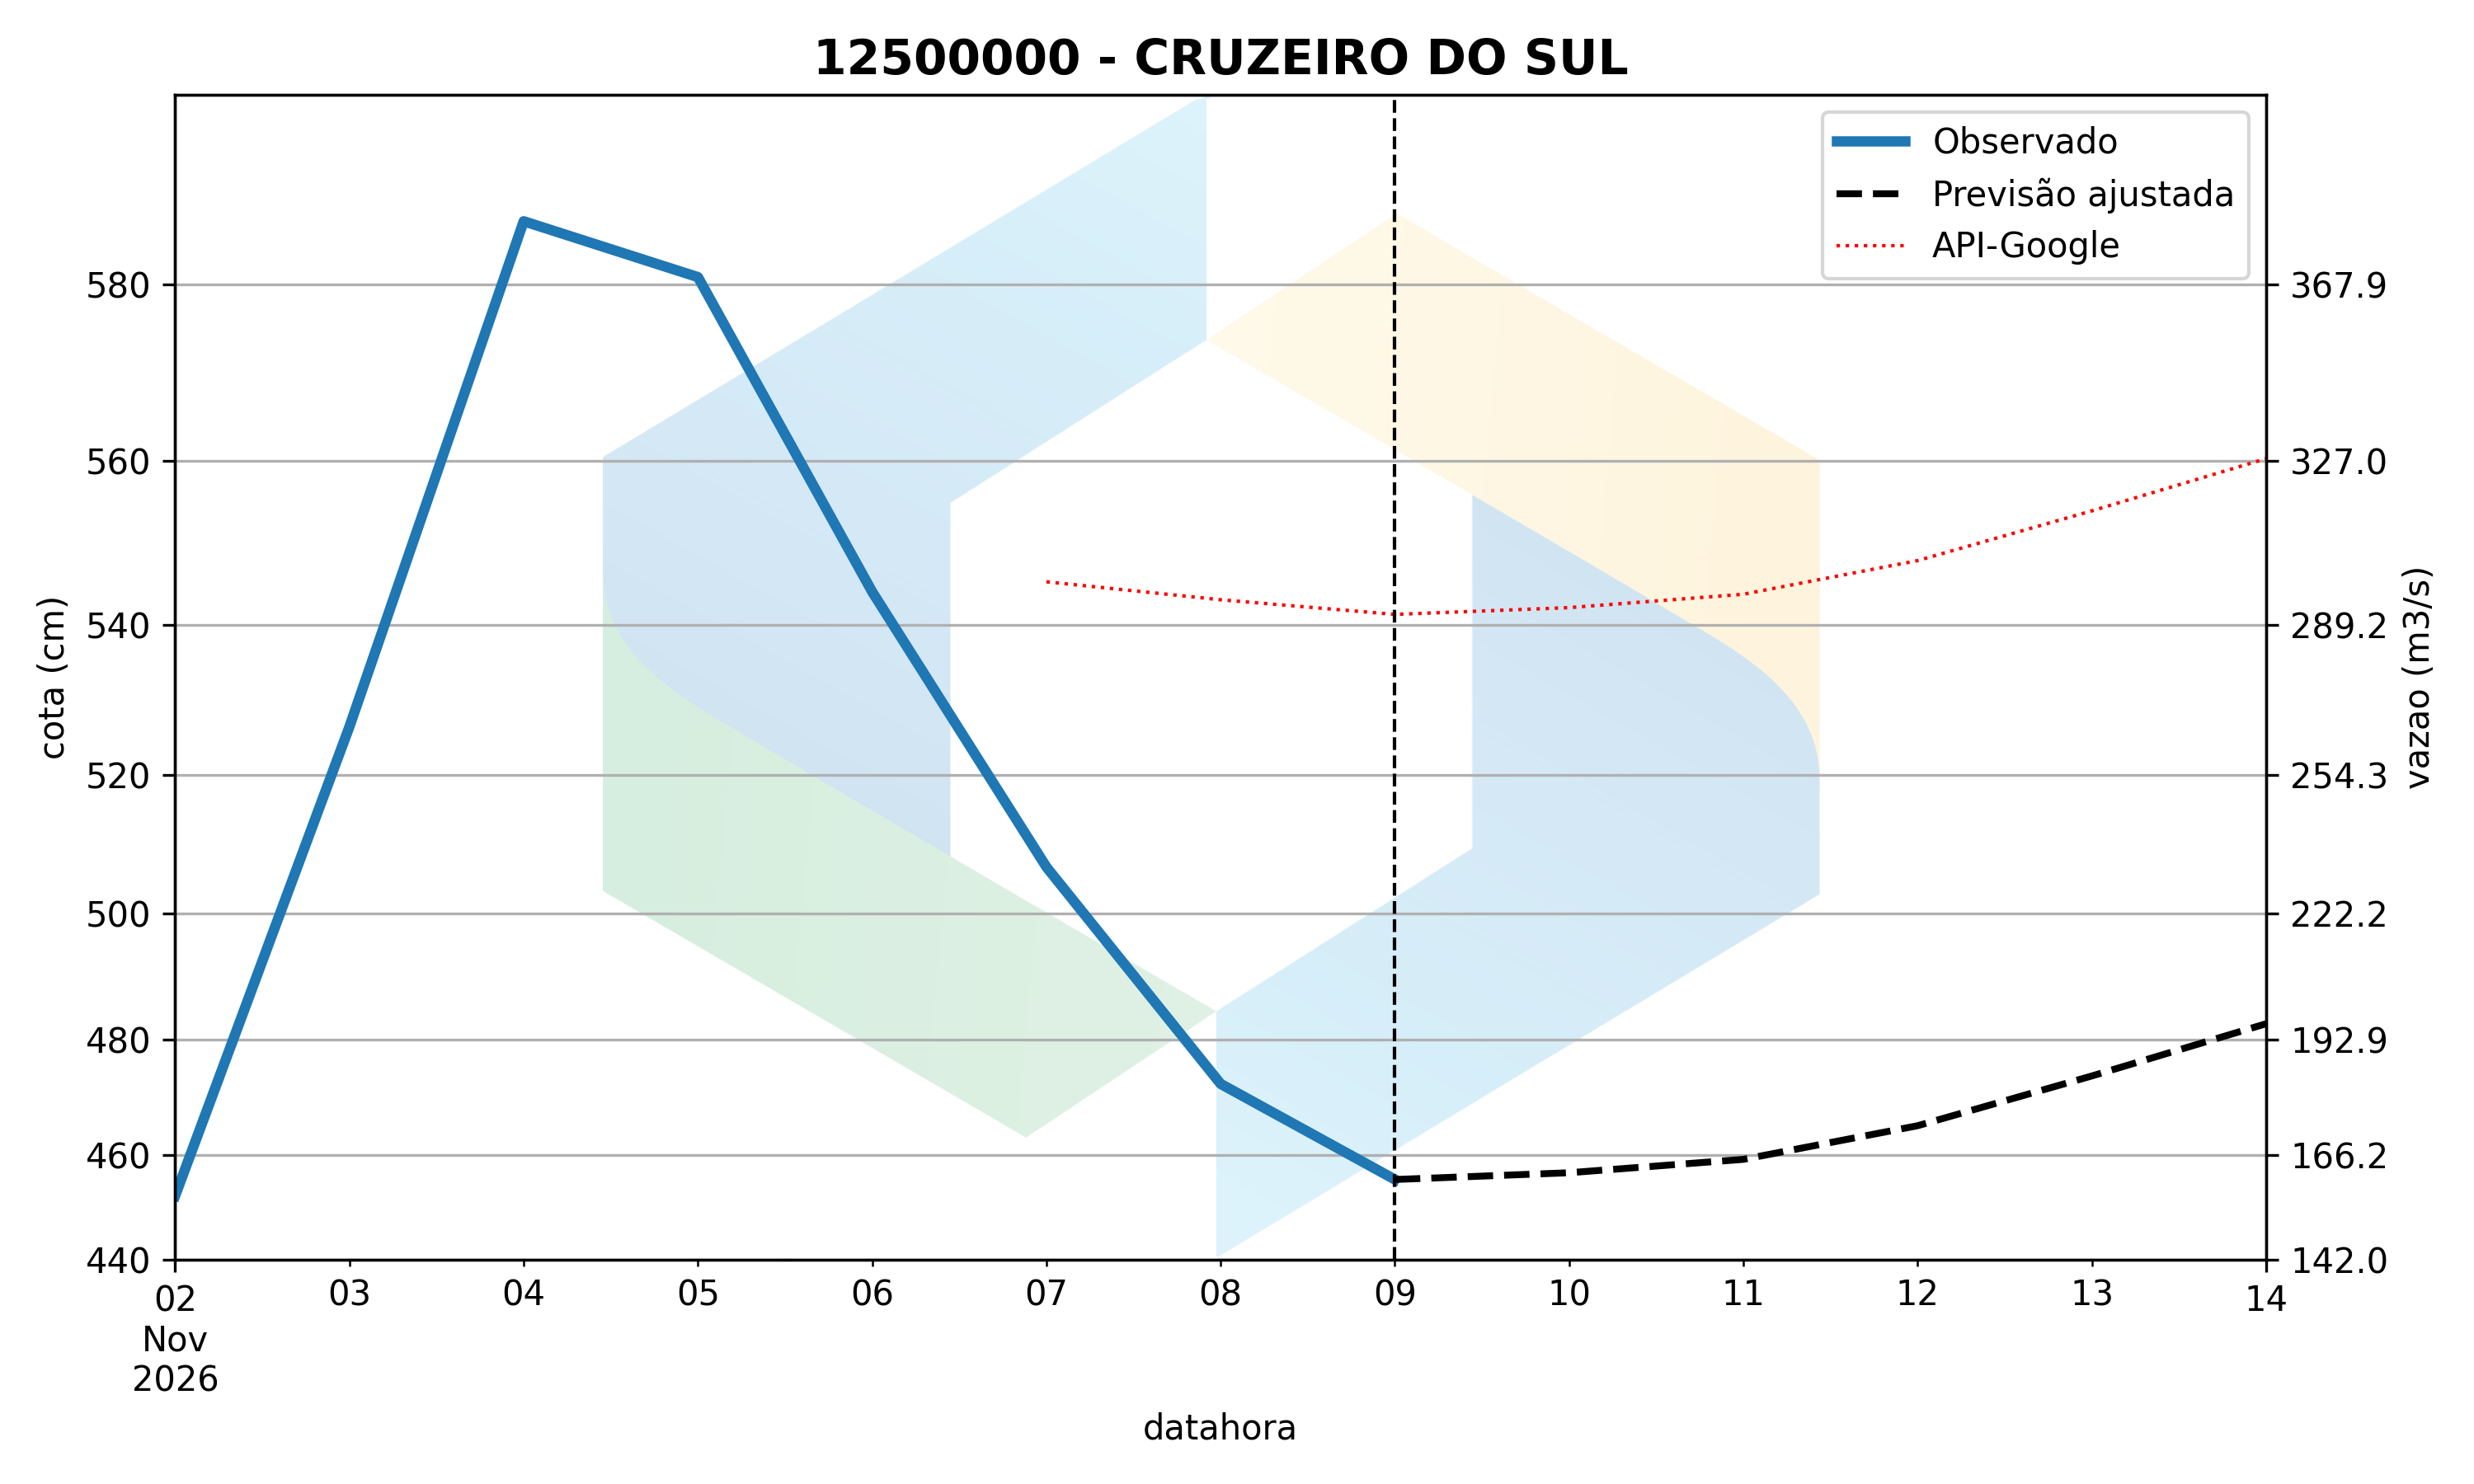 12500000 - CRUZEIRO DO SUL
Observado
Previsão ajustada
API-Google
580
560
540
520
500
480
460
440
cota (cm)
367.9
327.0
289.2
254.3
222.2
192.9
166.2
142.0
vazao (m3/s)
02 03 04 05 06 07 08 09 10 11 12 13 14
Nov
2026
datahora